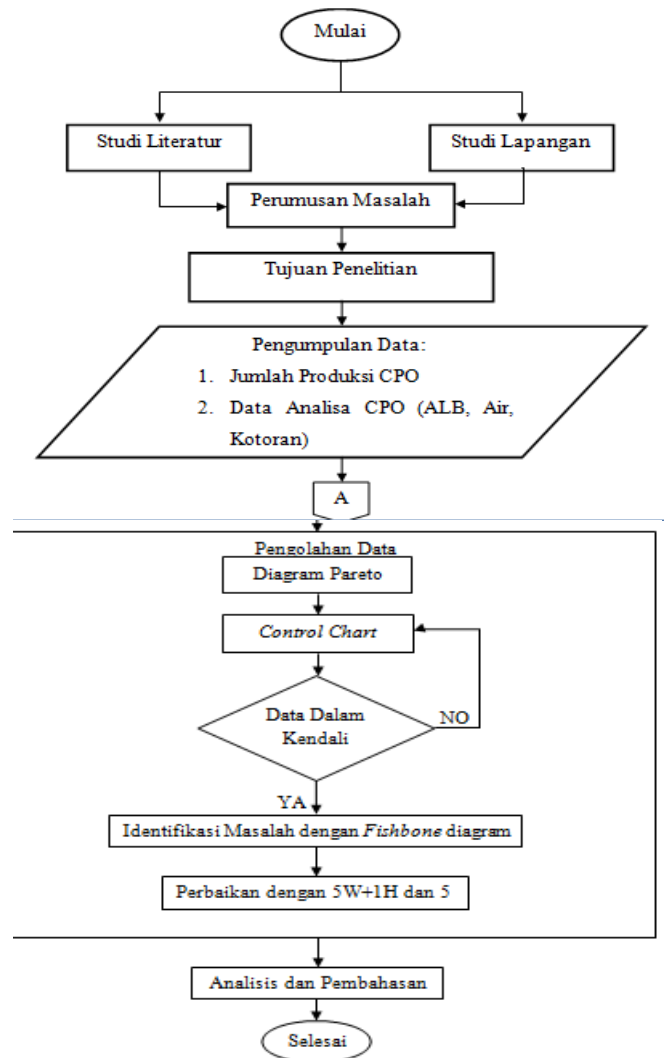 Mulai
Studi Literatur
Studi Lapangan
Perumusan Masalah
Tujuan Penelitian
Pengumpulan Data:
1. Jumlah Produksi CPO
2. Data Analisa CPO (ALB, Air,
Kotoran)
A
Pengolahan Data
Diagram Pareto
Control Chart
Data Dalam
Kendali
NO
YA
Identifikasi Masalah dengan Fishbone diagram
Perbaikan dengan 5W+1H dan 5
Analisis dan Pembahasan
Selesai